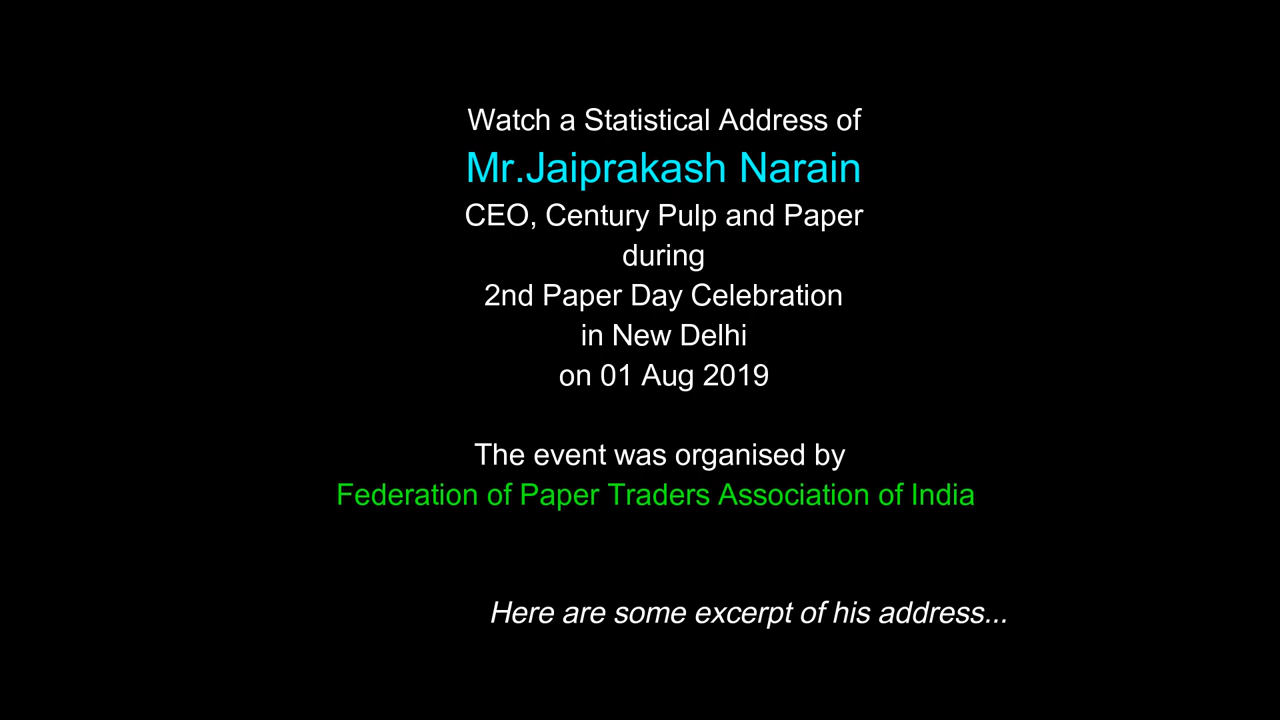 Watch a Statistical Address of
Mr.Jaiprakash Narain
CEO, Century Pulp and Paper
during
2nd Paper Day Celebration
in New Delhi
on 01 Aug 2019
The event was organised by
Federation of Paper Traders Association of India
Here are some excerpt of his address...